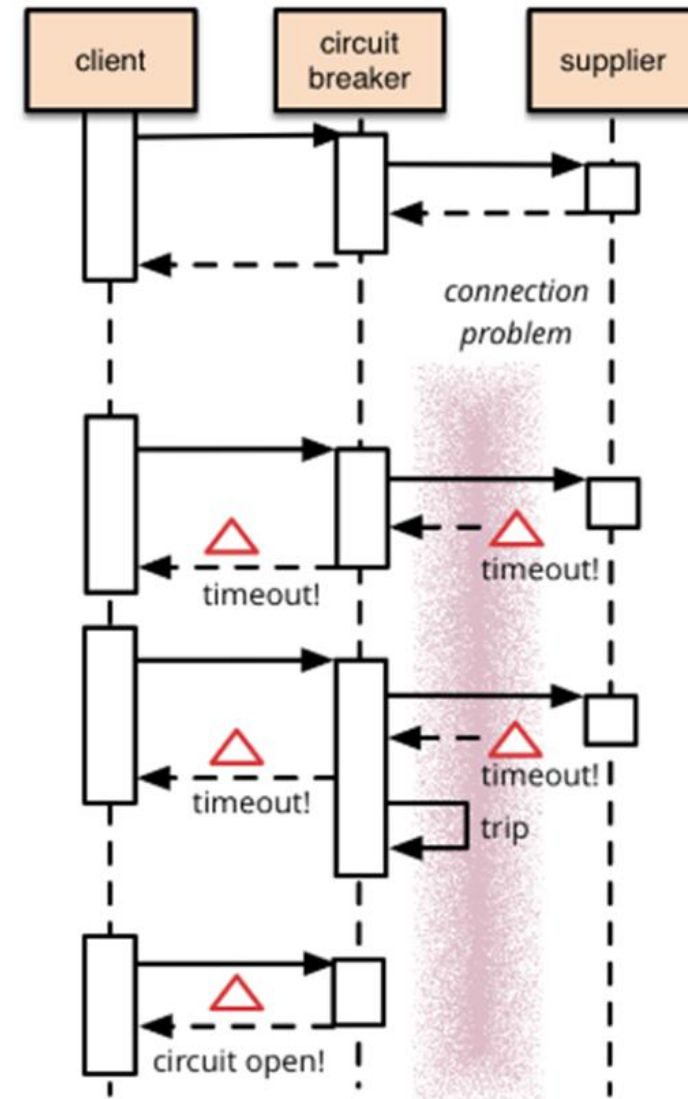 client
circuit
breaker
supplier
connection
problem
timeout!
timeout!
timeout!
timeout!
trip
circuit open!